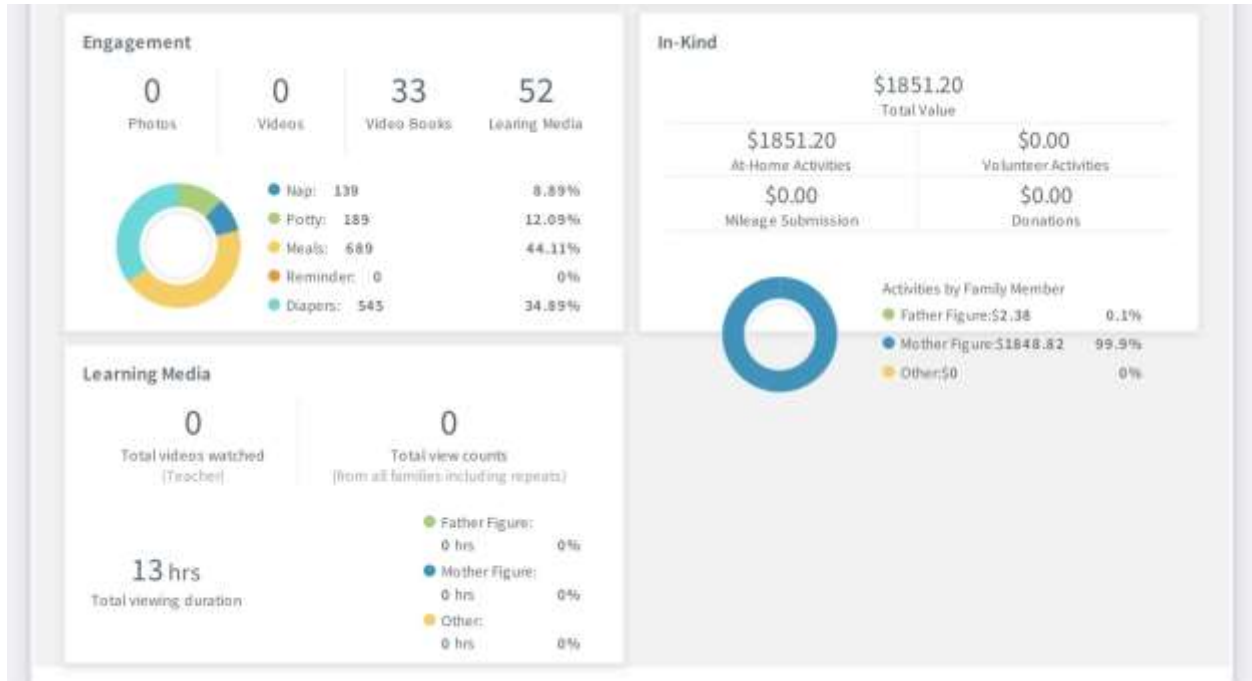 Engagement
0 0 33 52
Photos Videos Video Books Learing Media
Nap: 139 8.89%
Potty: 189 12.09%
Meals: 689 44.11%
Reminder: 0 0%
Diapers: 545 34.89%
In-Kind
$1851.20
Total Value
$1851.20 $0.00
At-Home Activities Volunteer Activities
$0.00 $0.00
Mileage Submission Donations
Activities by Family Member
Father Figure:$2.38 0.1%
Mother Figure:$1848.82 99.9%
Other:$0 0%
Learning Media
0 0
Total videos watched Total view counts
(Teacher) (from all families including repeats)
13 hrs
Total viewing duration
Father Figure:
0 hrs 0%
Mother Figure:
0 hrs 0%
Other:
0 hrs 0%